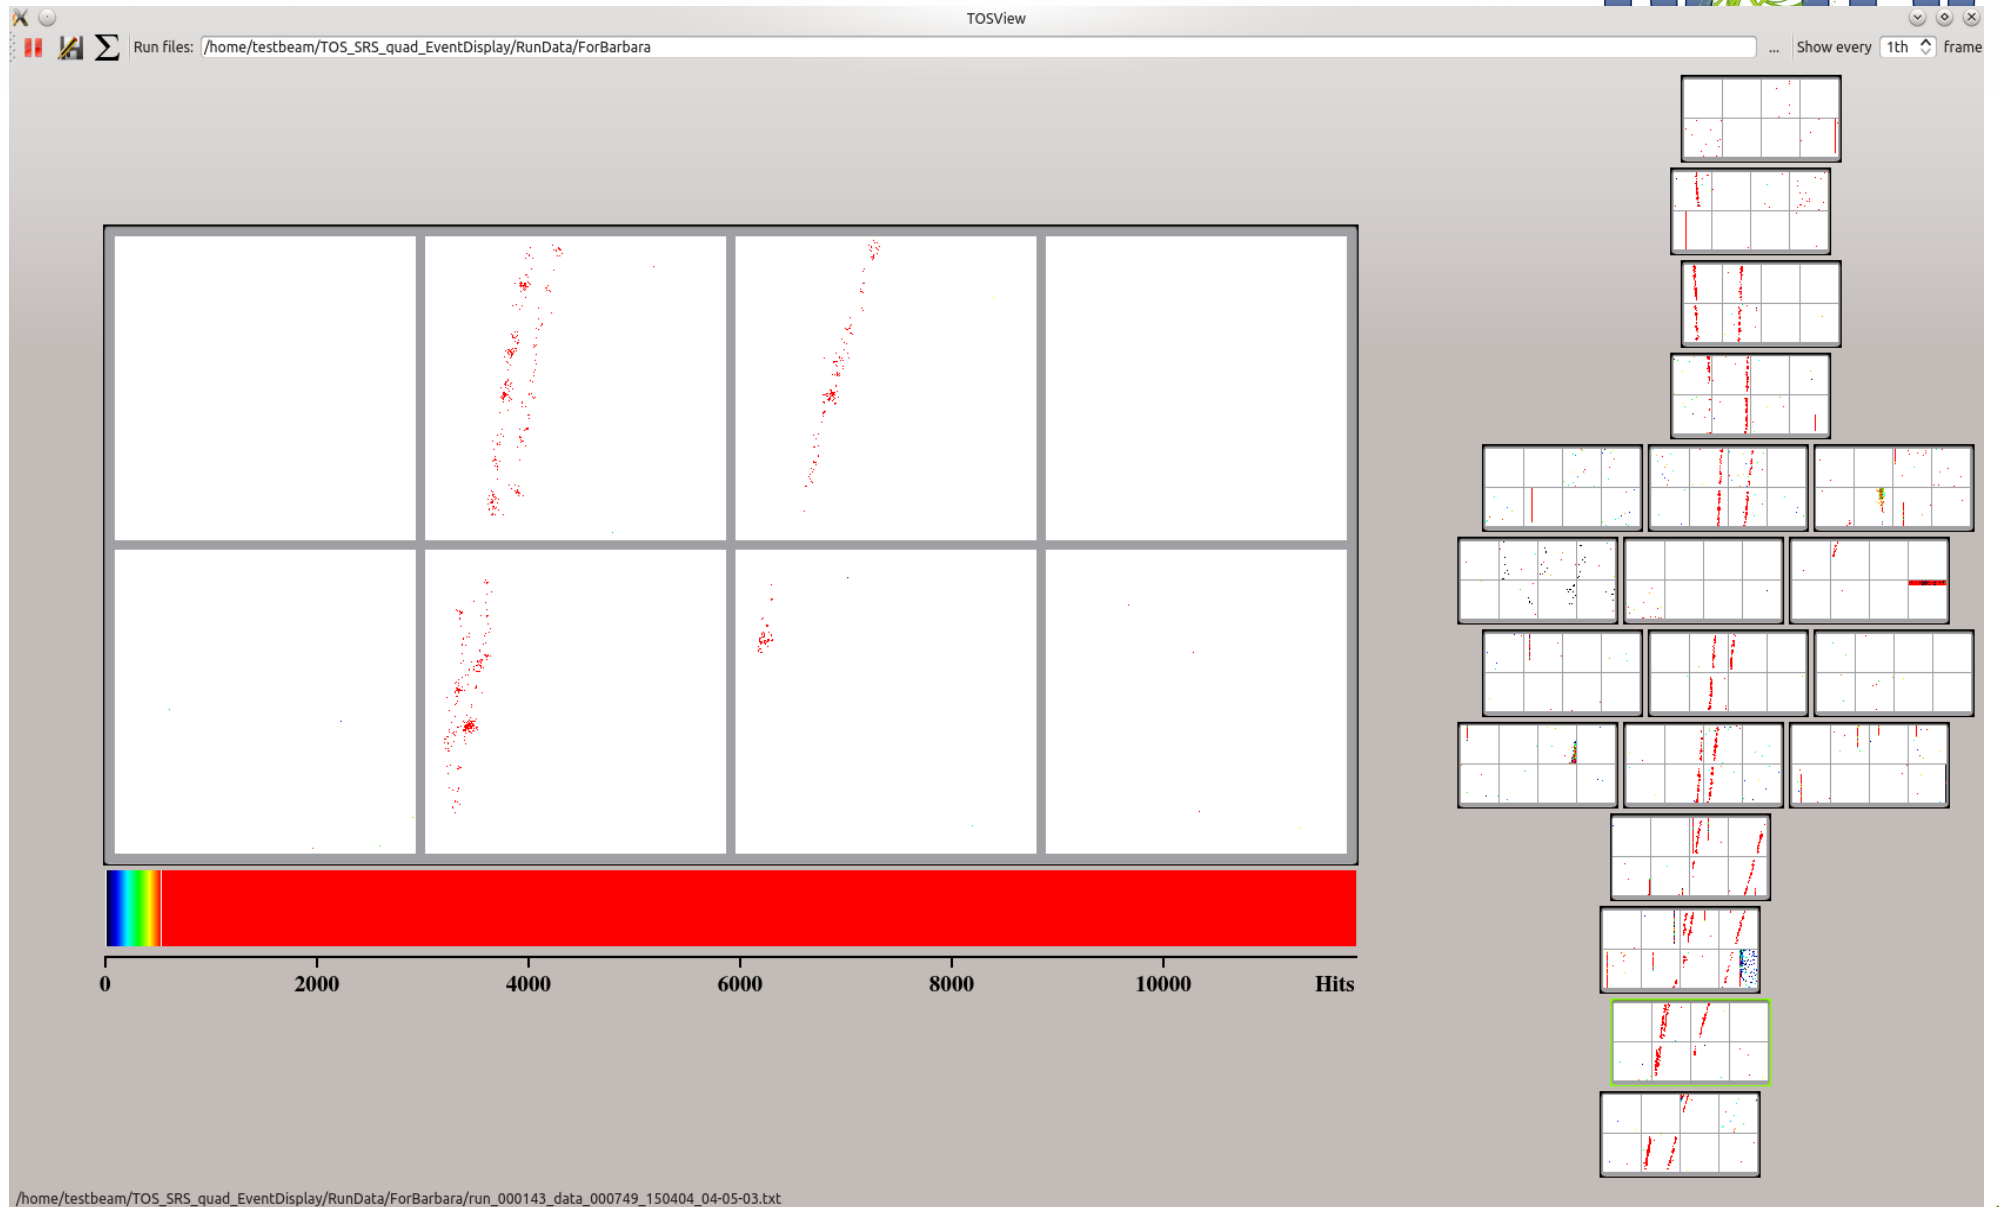 TOSView
Run files: /home/testbeam/TOS_SRS_quad_EventDisplay/RunData/ForBarbara ... Show every 1th frame
0 2000 4000 6000 8000 10000 Hits
/home/testbeam/TOS_SRS_quad_EventDisplay/RunData/ForBarbara/run_000143_data_000749_150404_04-05-03.txt